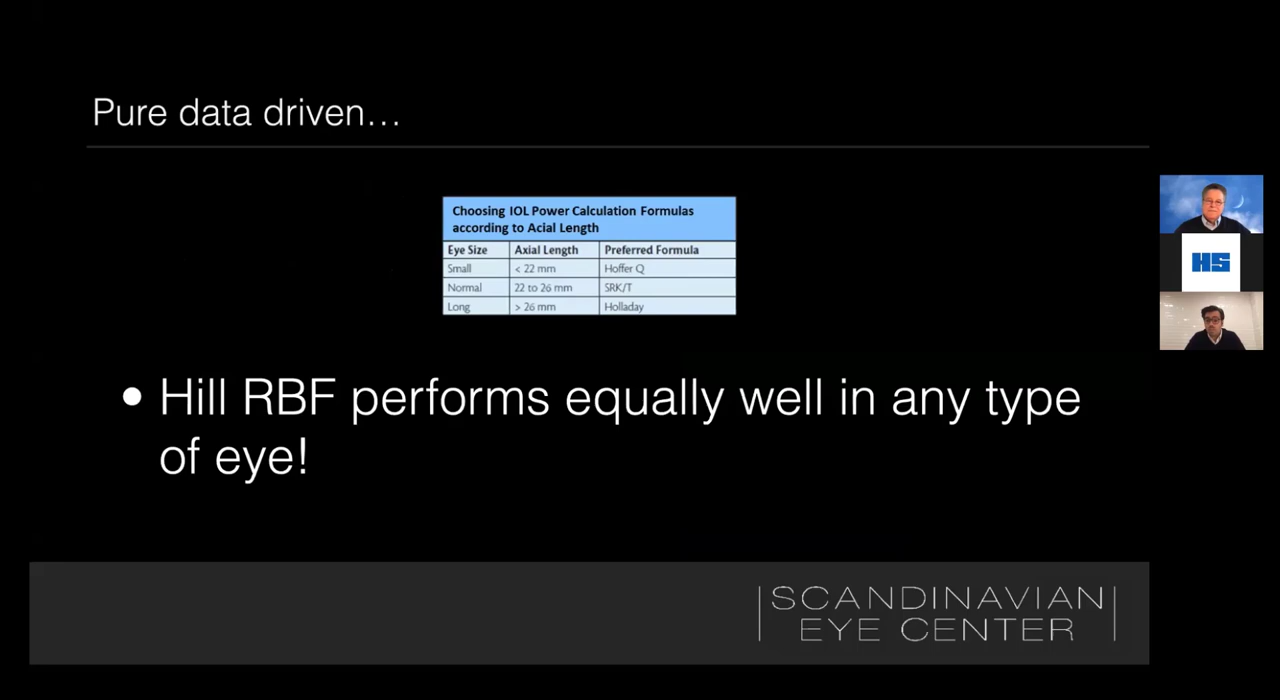 Pure data driven…
Choosing IOL Power Calculation Formulas
according to Acial Length
Eye Size Axial Length Preferred Formula
Small < 22 mm Hoffer Q
Normal 22 to 26 mm SRK/T
Long > 26 mm Holladay
• Hill RBF performs equally well in any type
of eye!
HS
SCANDINAVIAN
EYE CENTER